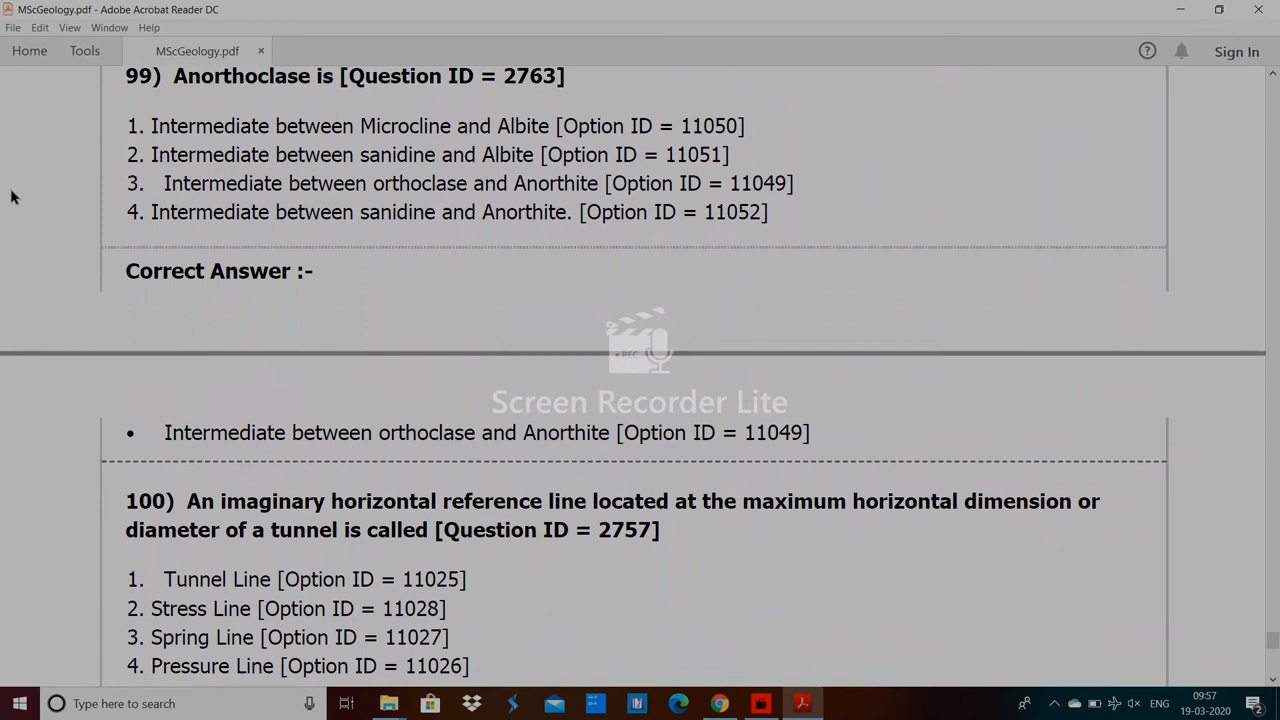 MScGeology.pdf - Adobe Acrobat Reader DC
File Edit View Window Help
Home Tools MScGeology.pdf × Sign In
99) Anorthoclase is [Question ID = 2763]
1. Intermediate between Microcline and Albite [Option ID = 11050]
2. Intermediate between sanidine and Albite [Option ID = 11051]
3. Intermediate between orthoclase and Anorthite [Option ID = 11049]
4. Intermediate between sanidine and Anorthite. [Option ID = 11052]
Correct Answer :-
REC
Screen Recorder Lite
• Intermediate between orthoclase and Anorthite [Option ID = 11049]
100) An imaginary horizontal reference line located at the maximum horizontal dimension or
diameter of a tunnel is called [Question ID = 2757]
1. Tunnel Line [Option ID = 11025]
2. Stress Line [Option ID = 11028]
3. Spring Line [Option ID = 11027]
4. Pressure Line [Option ID = 11026]
Type here to search ENG 09:57
19-03-2020 2